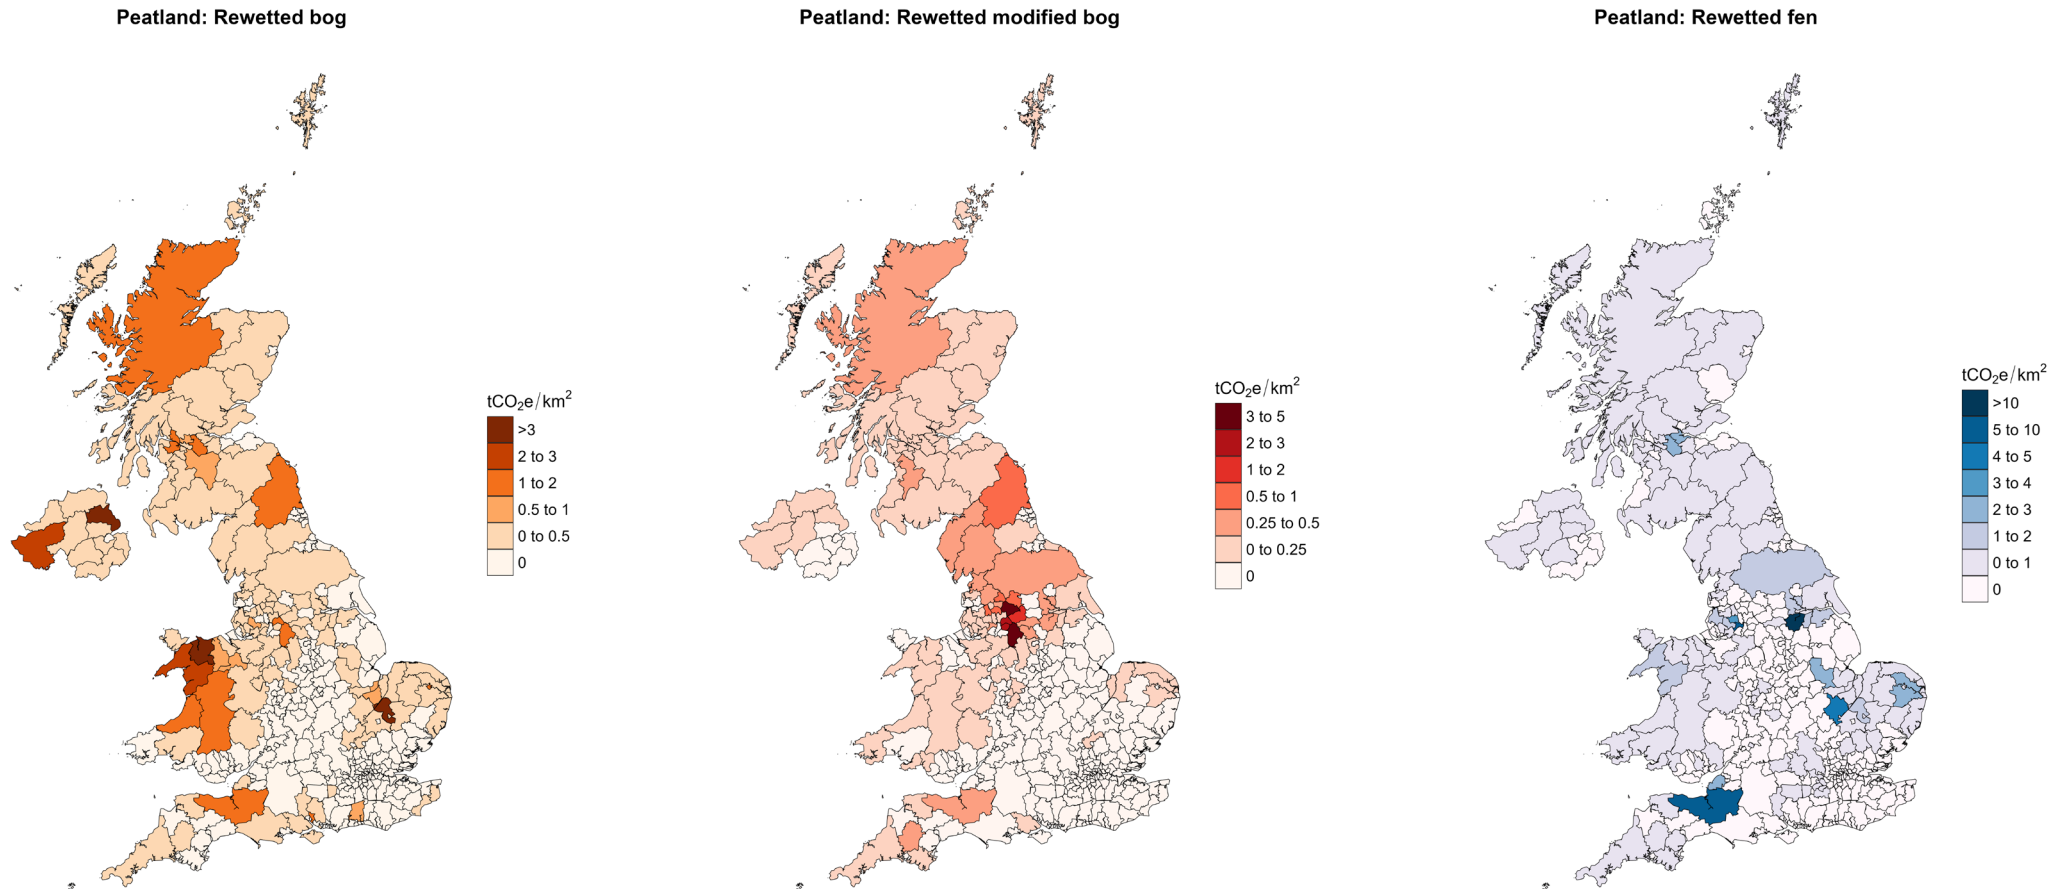 Peatland: Rewetted bog
tCO₂e/km²
>3
2 to 3
1 to 2
0.5 to 1
0 to 0.5
0
Peatland: Rewetted modified bog
tCO₂e/km²
3 to 5
2 to 3
1 to 2
0.5 to 1
0.25 to 0.5
0 to 0.25
0
Peatland: Rewetted fen
tCO₂e/km²
>10
5 to 10
4 to 5
3 to 4
2 to 3
1 to 2
0 to 1
0